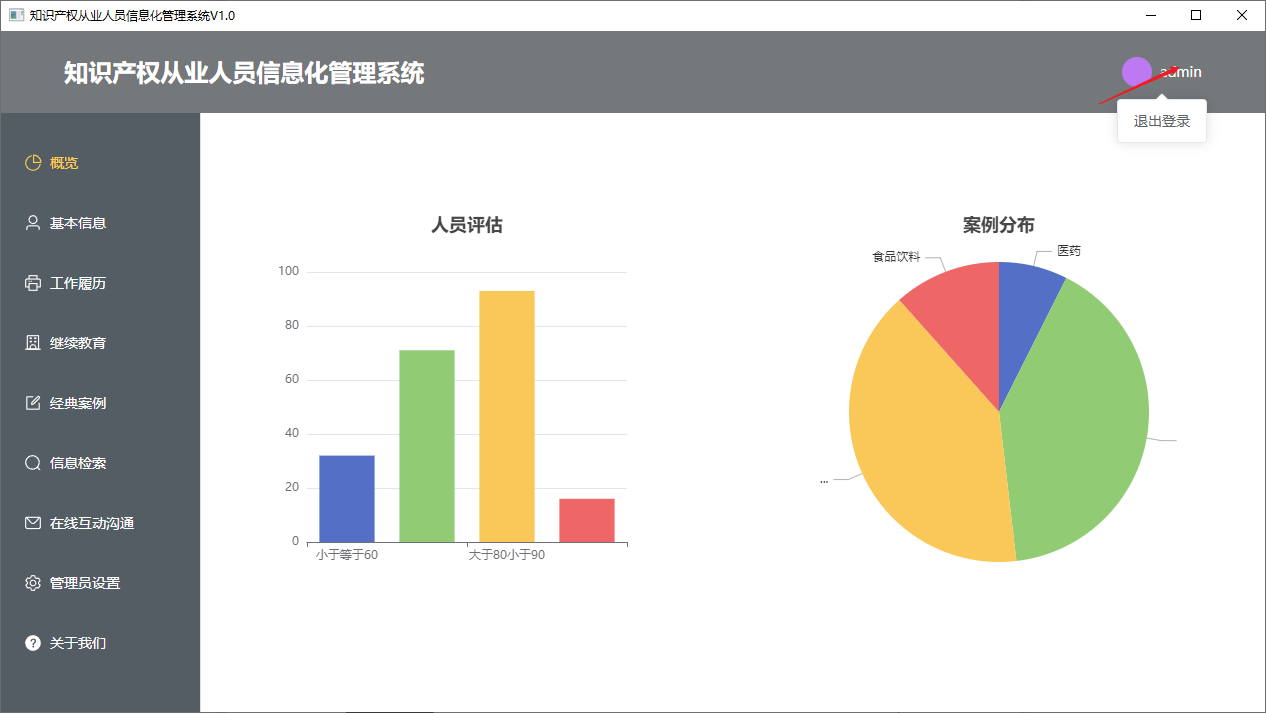 知识产权从业人员信息化管理系统V1.0
知识产权从业人员信息化管理系统
admin
退出登录
概览
基本信息
工作履历
继续教育
经典案例
信息检索
在线互动沟通
管理员设置
关于我们
人员评估
100
80
60
40
20
0
小于等于60
大于80小于90
案例分布
食品饮料
医药
...